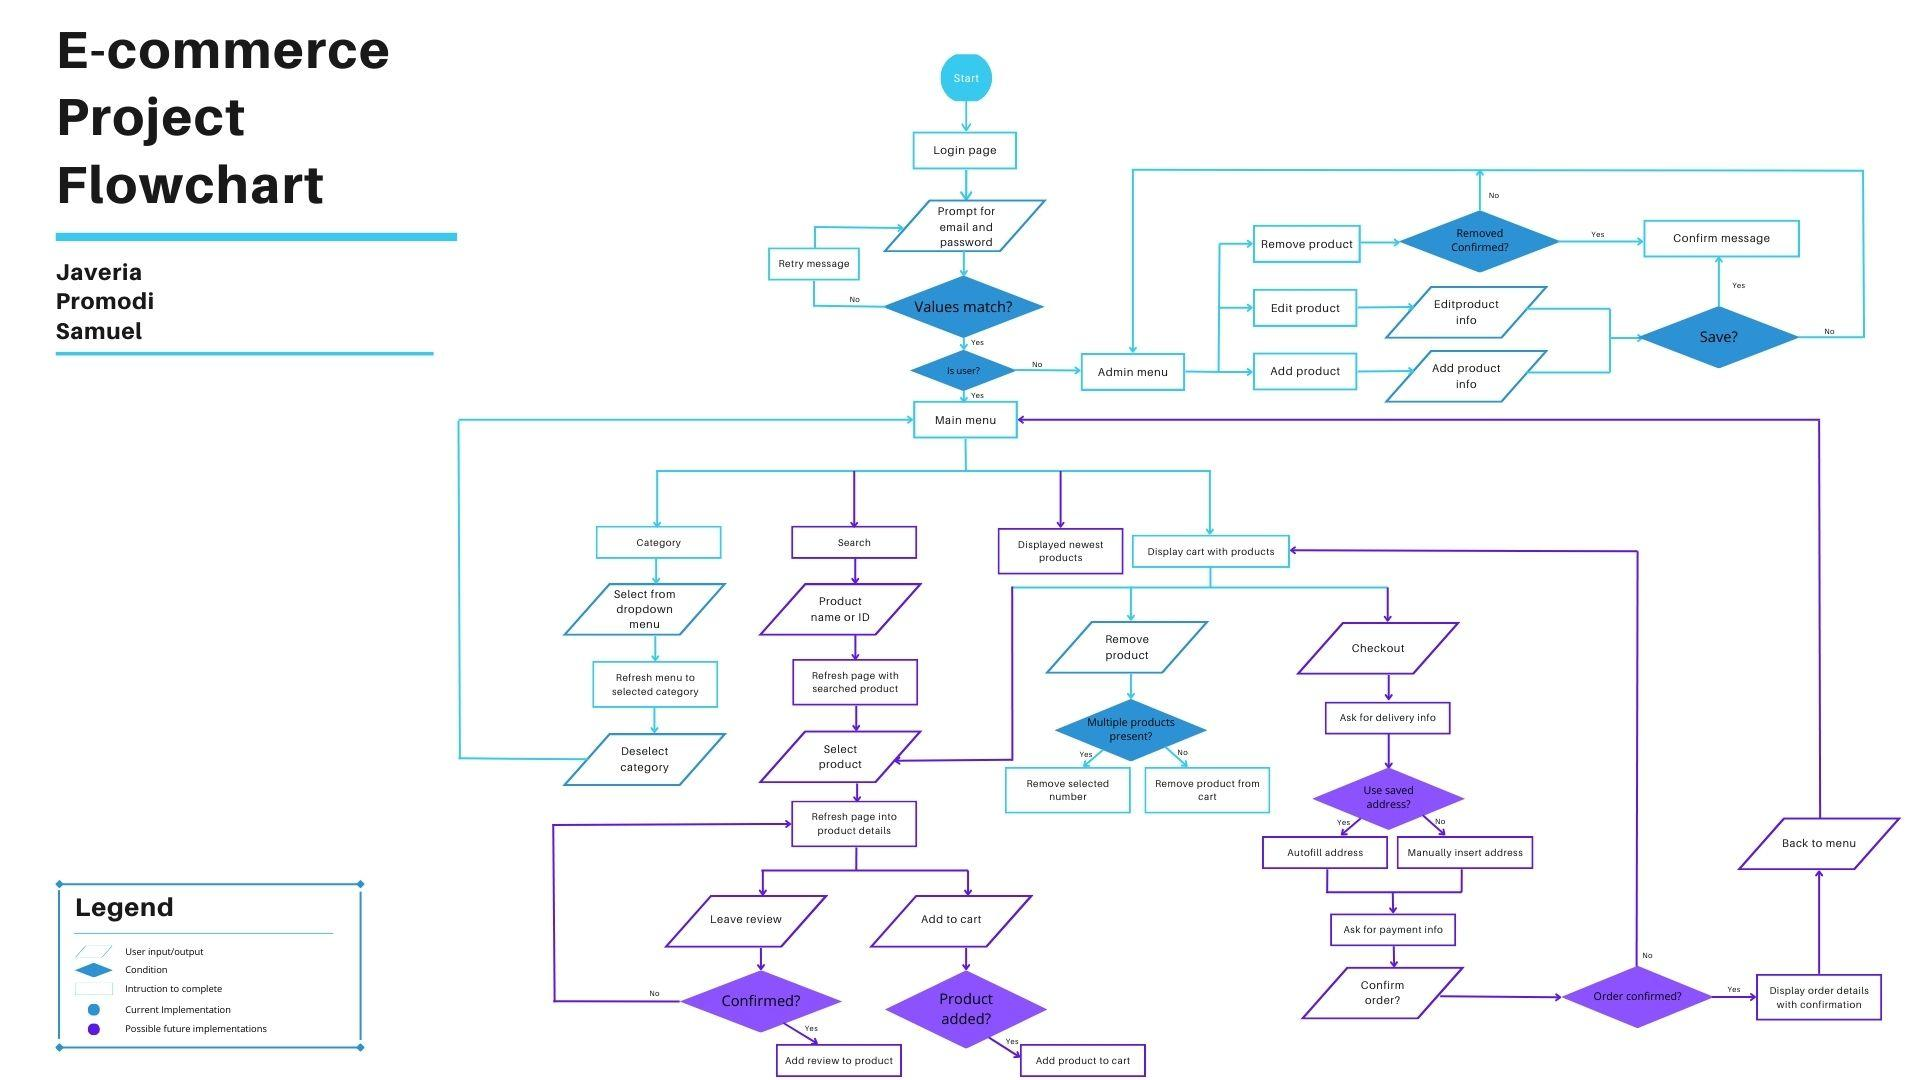 E-commerce
Project
Flowchart
Javeria
Promodi
Samuel
Start
Login page
Prompt for
email and
password
Retry message
No
Values match?
Yes
Is user?
No
Yes
Admin menu
Remove product
Removed
Confirmed?
No
Yes
Confirm message
Edit product
Editproduct
info
Yes
Save?
No
Add product
Add product
info
Main menu
Category
Search
Displayed newest
products
Display cart with products
Select from
dropdown
menu
Product
name or ID
Remove
product
Checkout
Refresh menu to
selected category
Refresh page with
searched product
Ask for delivery info
Multiple products
present?
Yes
No
Deselect
category
Select
product
Remove selected
number
Remove product from
cart
Use saved
address?
Yes
No
Refresh page into
product details
Autofill address
Manually insert address
Back to menu
Leave review
Add to cart
Ask for payment info
No
Confirmed?
Yes
Product
added?
Yes
Confirm
order?
No
Order confirmed?
Yes
Display order details
with confirmation
Add review to product
Add product to cart
Legend
User input/output
Condition
Intruction to complete
Current Implementation
Possible future implementations